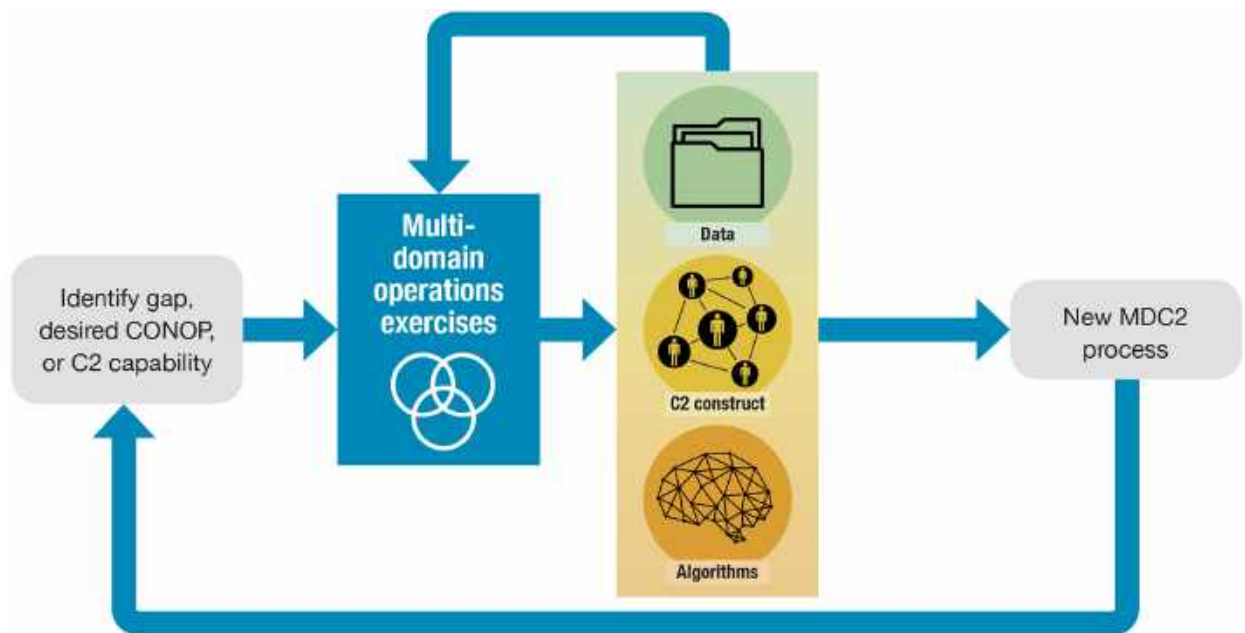 Identify gap,
desired CONOP,
or C2 capability
Multi-
domain
operations
exercises
Data
C2 construct
Algorithms
New MDC2
process